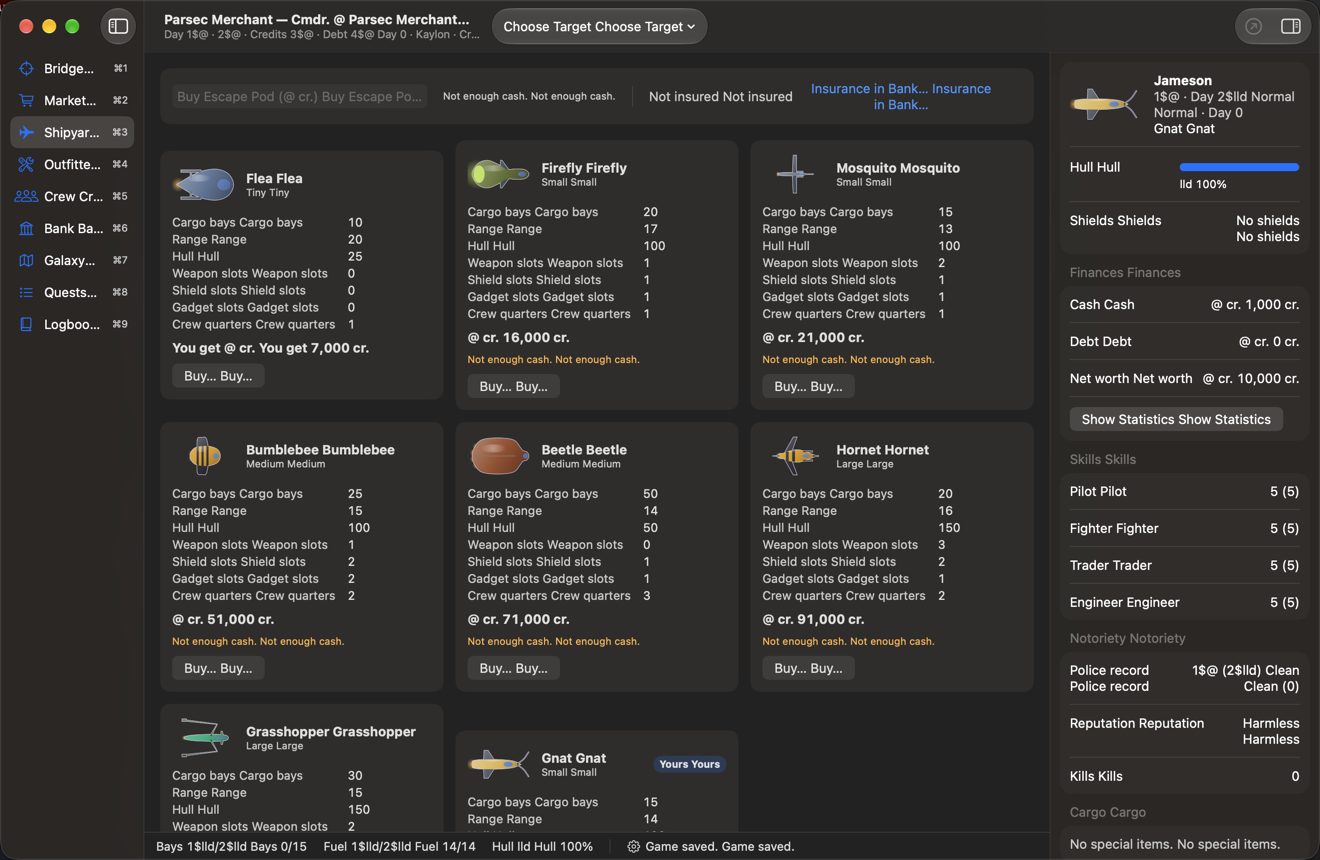 Parsec Merchant — Cmdr. @ Parsec Merchant...
Day 1$@ · 2$@ · Credits 3$@ · Debt 4$@ Day 0 · Kaylon · Cr...
Choose Target Choose Target
Bridge... ⌘1
Market... ⌘2
Shipyar... ⌘3
Outfitte... ⌘4
Crew Cr... ⌘5
Bank Ba... ⌘6
Galaxy... ⌘7
Quests... ⌘8
Logboo... ⌘9
Buy Escape Pod (@ cr.) Buy Escape Po...
Not enough cash. Not enough cash.
Not insured Not insured
Insurance in Bank... Insurance
in Bank...
Flea Flea
Tiny Tiny
Cargo bays Cargo bays 10
Range Range 20
Hull Hull 25
Weapon slots Weapon slots 0
Shield slots Shield slots 0
Gadget slots Gadget slots 0
Crew quarters Crew quarters 1
You get @ cr. You get 7,000 cr.
Buy... Buy...
Firefly Firefly
Small Small
Cargo bays Cargo bays 20
Range Range 17
Hull Hull 100
Weapon slots Weapon slots 1
Shield slots Shield slots 1
Gadget slots Gadget slots 1
Crew quarters Crew quarters 1
@ cr. 16,000 cr.
Not enough cash. Not enough cash.
Buy... Buy...
Mosquito Mosquito
Small Small
Cargo bays Cargo bays 15
Range Range 13
Hull Hull 100
Weapon slots Weapon slots 2
Shield slots Shield slots 1
Gadget slots Gadget slots 1
Crew quarters Crew quarters 1
@ cr. 21,000 cr.
Not enough cash. Not enough cash.
Buy... Buy...
Bumblebee Bumblebee
Medium Medium
Cargo bays Cargo bays 25
Range Range 15
Hull Hull 100
Weapon slots Weapon slots 1
Shield slots Shield slots 2
Gadget slots Gadget slots 2
Crew quarters Crew quarters 2
@ cr. 51,000 cr.
Not enough cash. Not enough cash.
Buy... Buy...
Beetle Beetle
Medium Medium
Cargo bays Cargo bays 50
Range Range 14
Hull Hull 50
Weapon slots Weapon slots 0
Shield slots Shield slots 1
Gadget slots Gadget slots 1
Crew quarters Crew quarters 3
@ cr. 71,000 cr.
Not enough cash. Not enough cash.
Buy... Buy...
Hornet Hornet
Large Large
Cargo bays Cargo bays 20
Range Range 16
Hull Hull 150
Weapon slots Weapon slots 3
Shield slots Shield slots 2
Gadget slots Gadget slots 1
Crew quarters Crew quarters 2
@ cr. 91,000 cr.
Not enough cash. Not enough cash.
Buy... Buy...
Grasshopper Grasshopper
Large Large
Cargo bays Cargo bays 30
Range Range 15
Hull Hull 150
Weapon slots Weapon slots 2
Gnat Gnat
Small Small
Yours Yours
Cargo bays Cargo bays 15
Range Range 14
Jameson
1$@ · Day 2$lld Normal
Normal · Day 0
Gnat Gnat
Hull Hull
lld 100%
Shields Shields No shields
No shields
Finances Finances
Cash Cash @ cr. 1,000 cr.
Debt Debt @ cr. 0 cr.
Net worth Net worth @ cr. 10,000 cr.
Show Statistics Show Statistics
Skills Skills
Pilot Pilot 5 (5)
Fighter Fighter 5 (5)
Trader Trader 5 (5)
Engineer Engineer 5 (5)
Notoriety Notoriety
Police record 1$@ (2$lld) Clean
Police record Clean (0)
Reputation Reputation Harmless
Harmless
Kills Kills 0
Cargo Cargo
No special items. No special items.
Bays 1$lld/2$lld Bays 0/15 Fuel 1$lld/2$lld Fuel 14/14 Hull lld Hull 100% Game saved. Game saved.